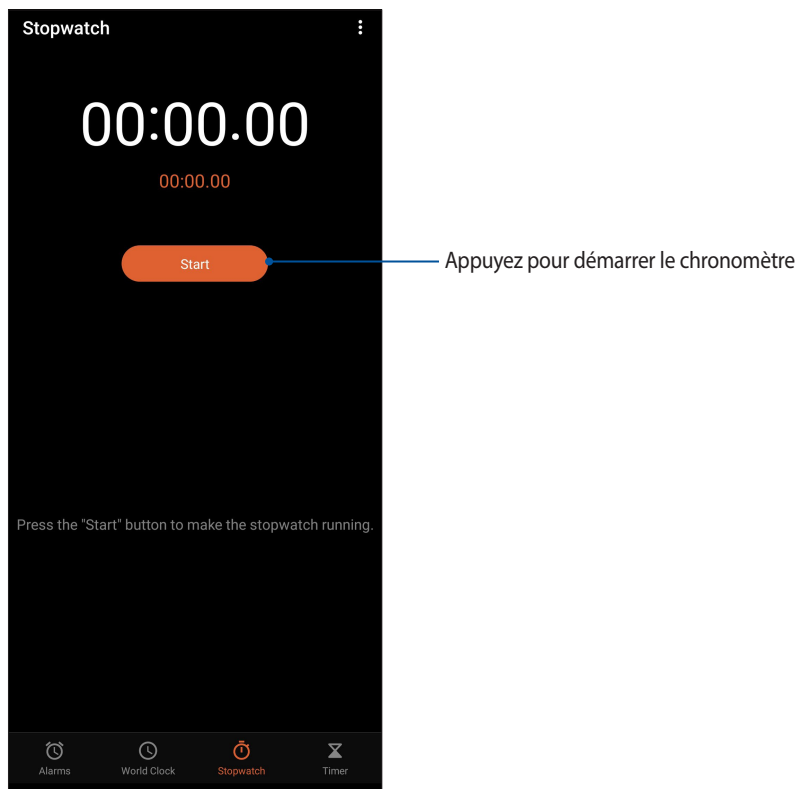 Stopwatch
00:00.00
00:00.00
Start
Appuyez pour démarrer le chronomètre
Press the "Start" button to make the stopwatch running.
Alarms
World Clock
Stopwatch
Timer